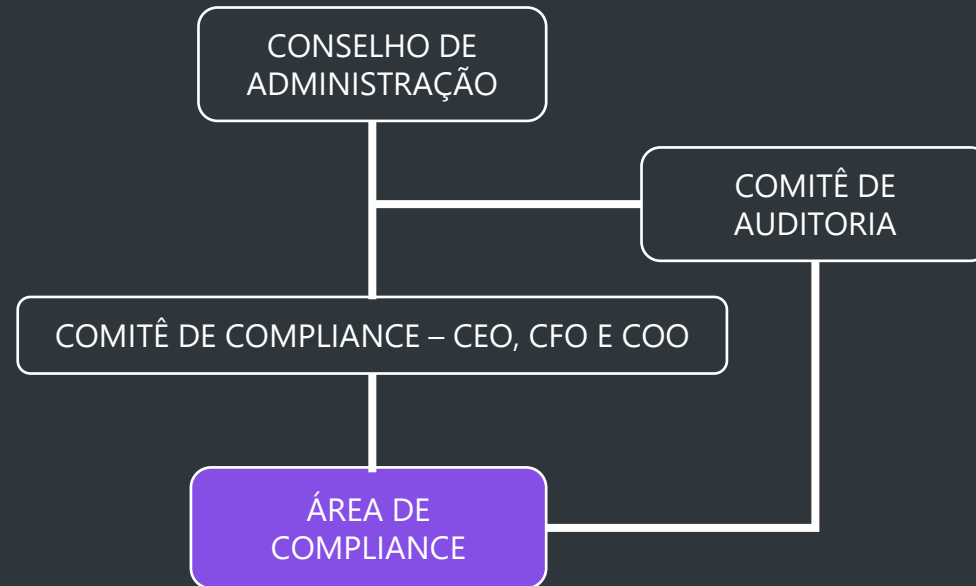 CONSELHO DE
ADMINISTRAÇÃO
COMITÊ DE
AUDITORIA
COMITÊ DE COMPLIANCE – CEO, CFO E COO
ÁREA DE
COMPLIANCE